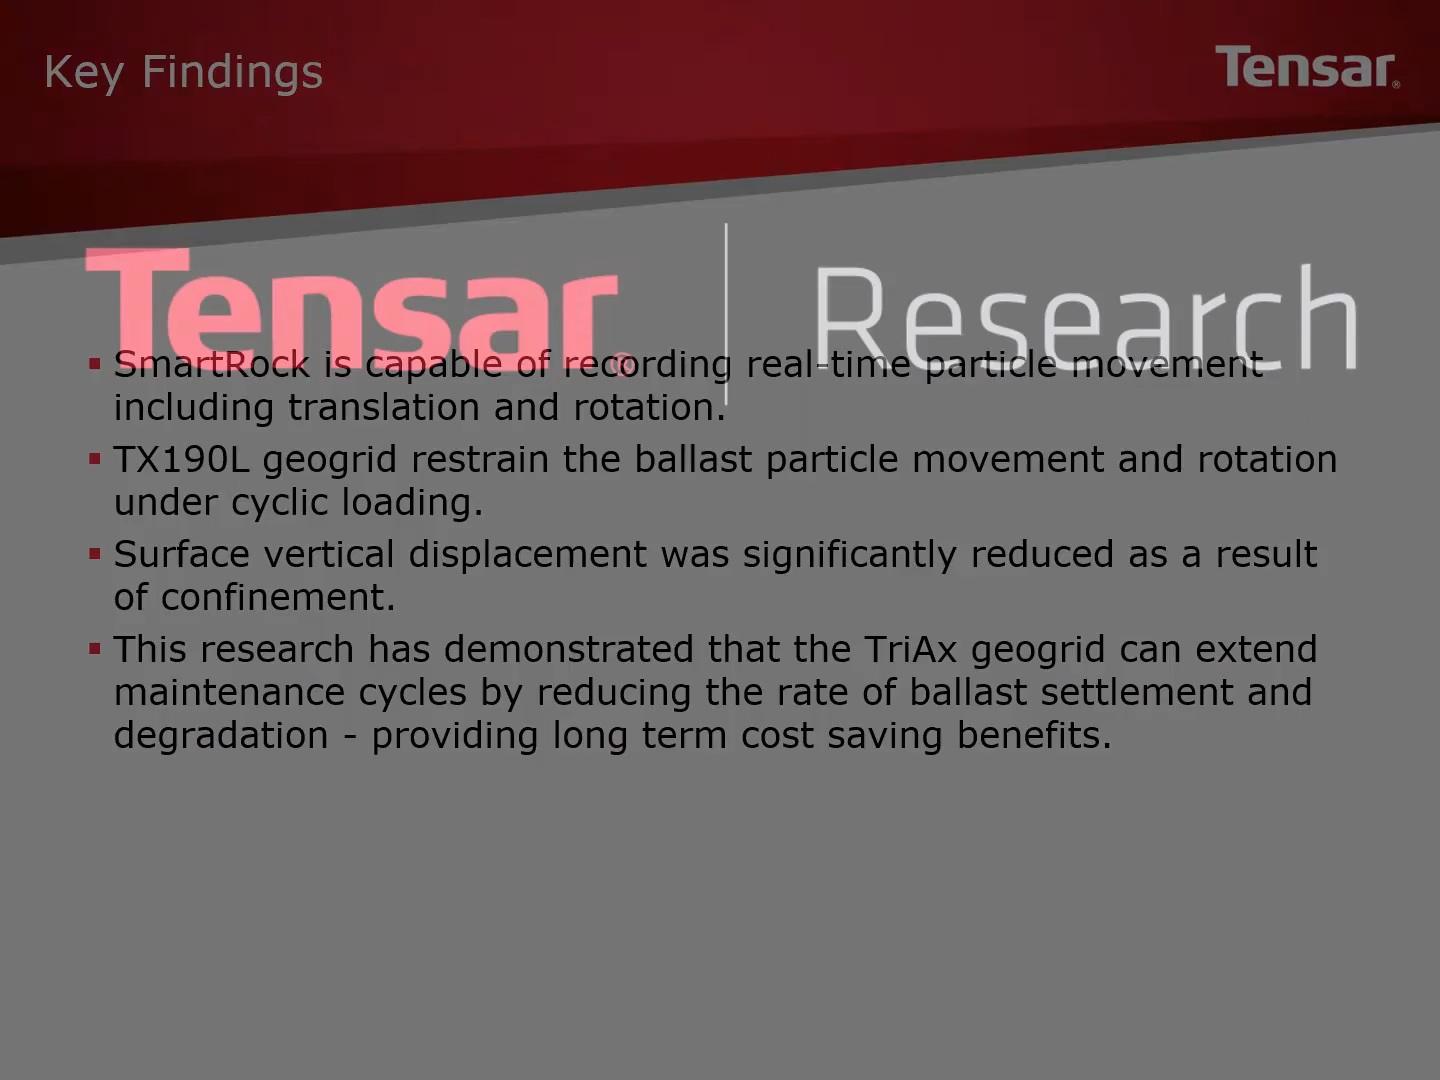 Key Findings
Tensar®
Tensar® | Research
▪ SmartRock is capable of recording real-time particle movement
including translation and rotation.
▪ TX190L geogrid restrain the ballast particle movement and rotation
under cyclic loading.
▪ Surface vertical displacement was significantly reduced as a result
of confinement.
▪ This research has demonstrated that the TriAx geogrid can extend
maintenance cycles by reducing the rate of ballast settlement and
degradation - providing long term cost saving benefits.